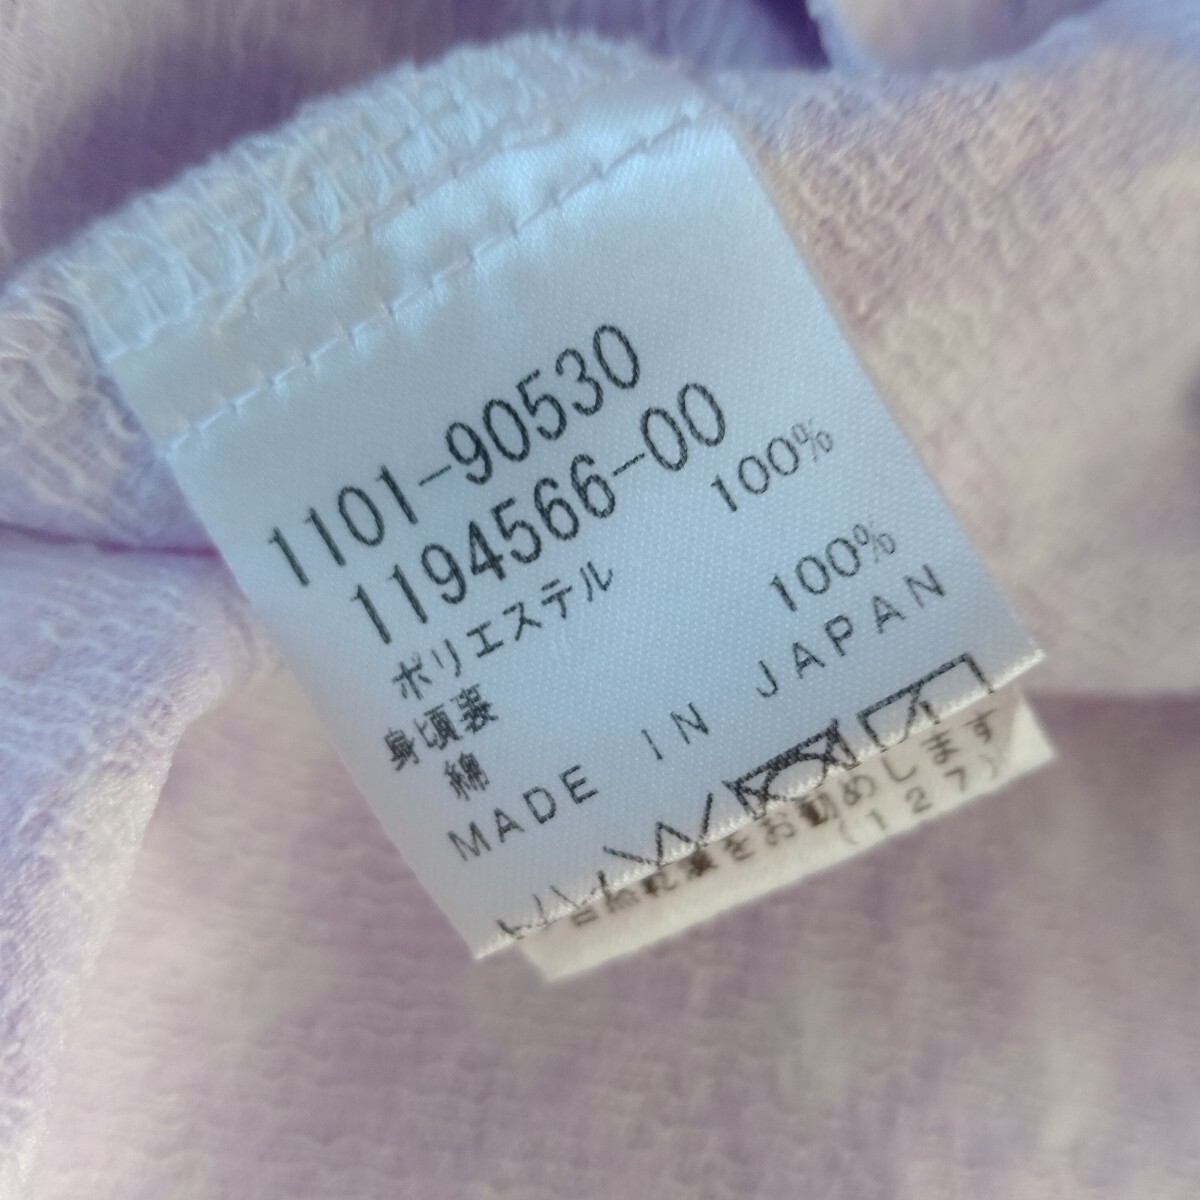 1101-90530
1194566-00
ポリエステル 100%
身頃裏
綿 100%
MADE IN JAPAN
をお勧めします
(127)